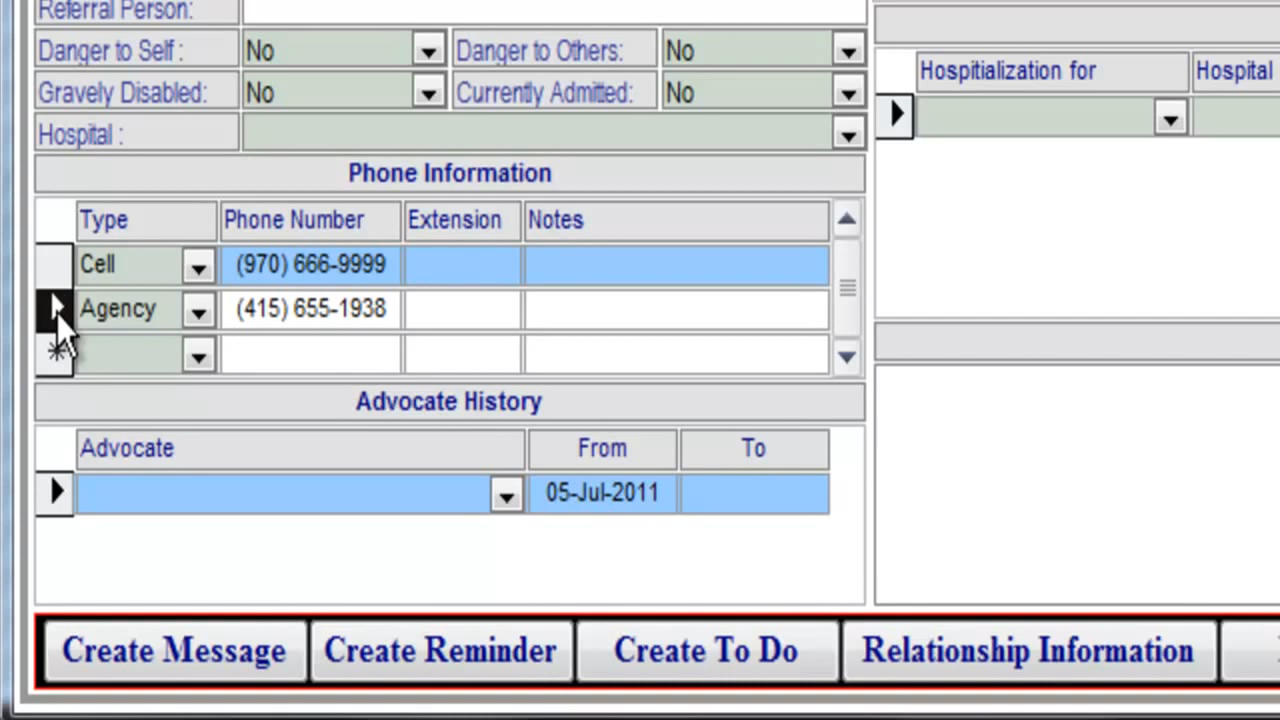 Referral Person:
Danger to Self : No Danger to Others: No
Gravely Disabled: No Currently Admitted: No
Hospital :
Phone Information
Type Phone Number Extension Notes
Cell (970) 666-9999
Agency (415) 655-1938
Advocate History
Advocate From To
05-Jul-2011
Hospitialization for Hospital
Create Message Create Reminder Create To Do Relationship Information